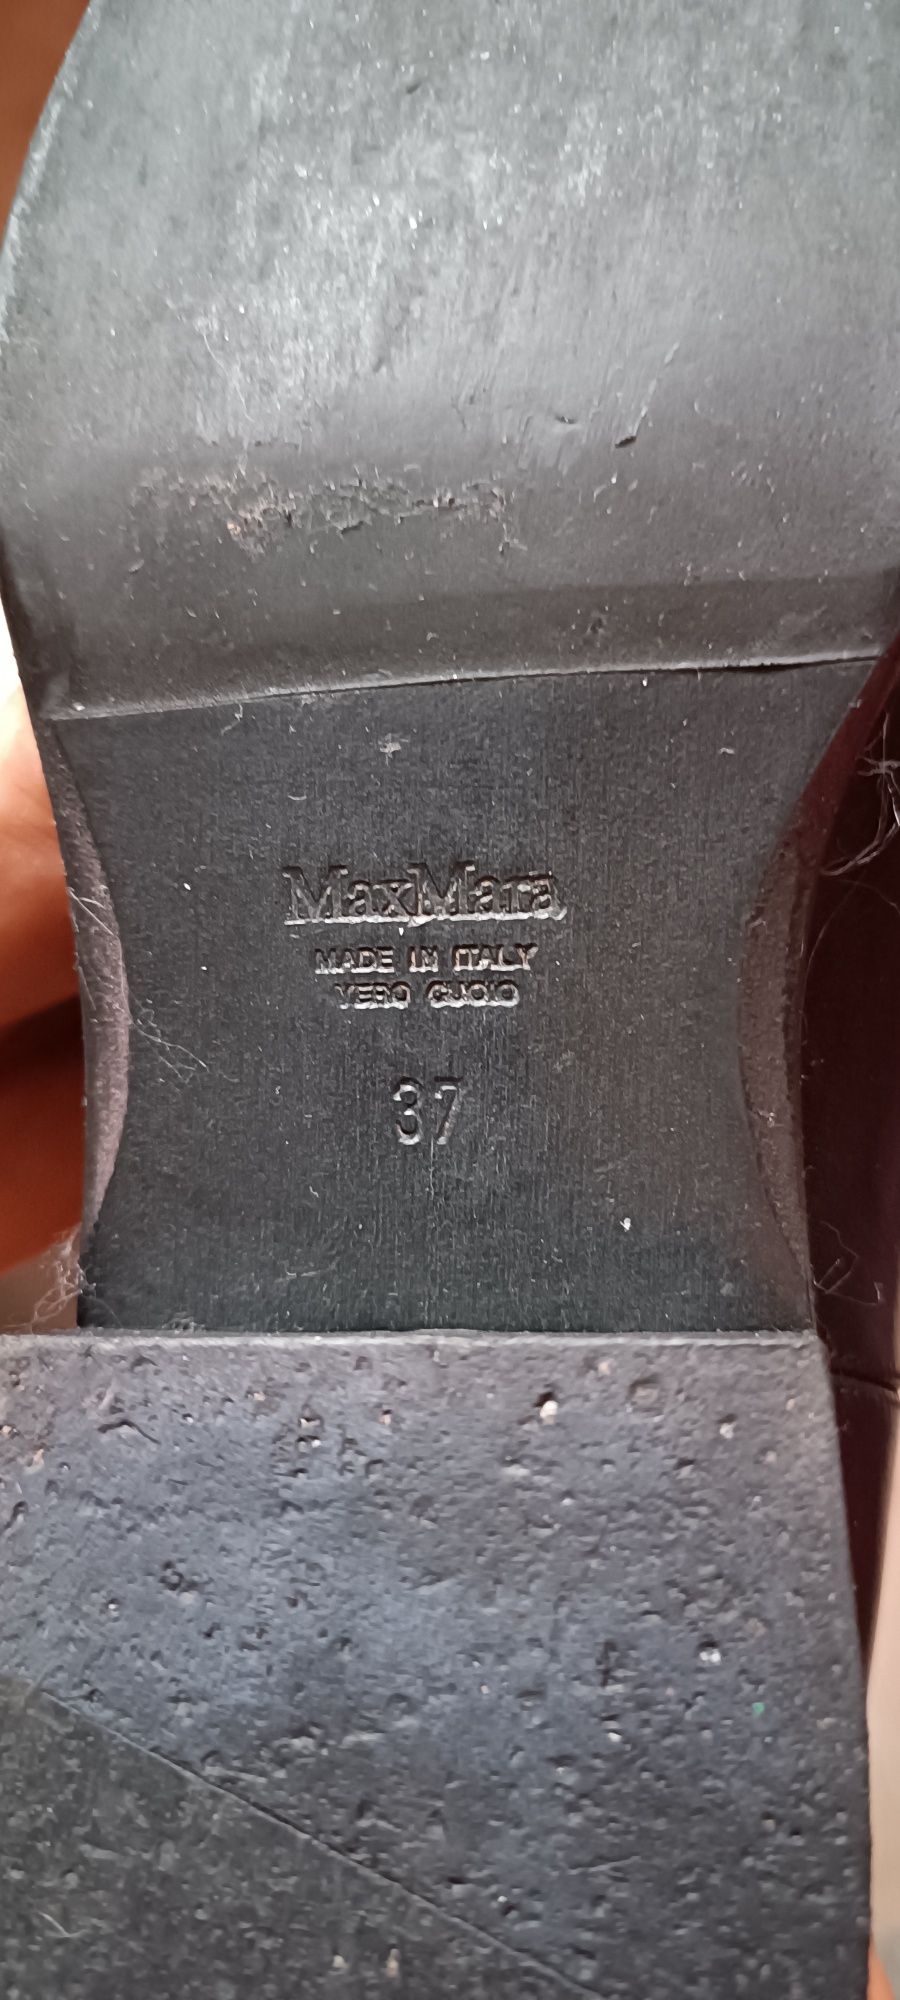 MaxMara
MADE IN ITALY
VERO CUOIO
37